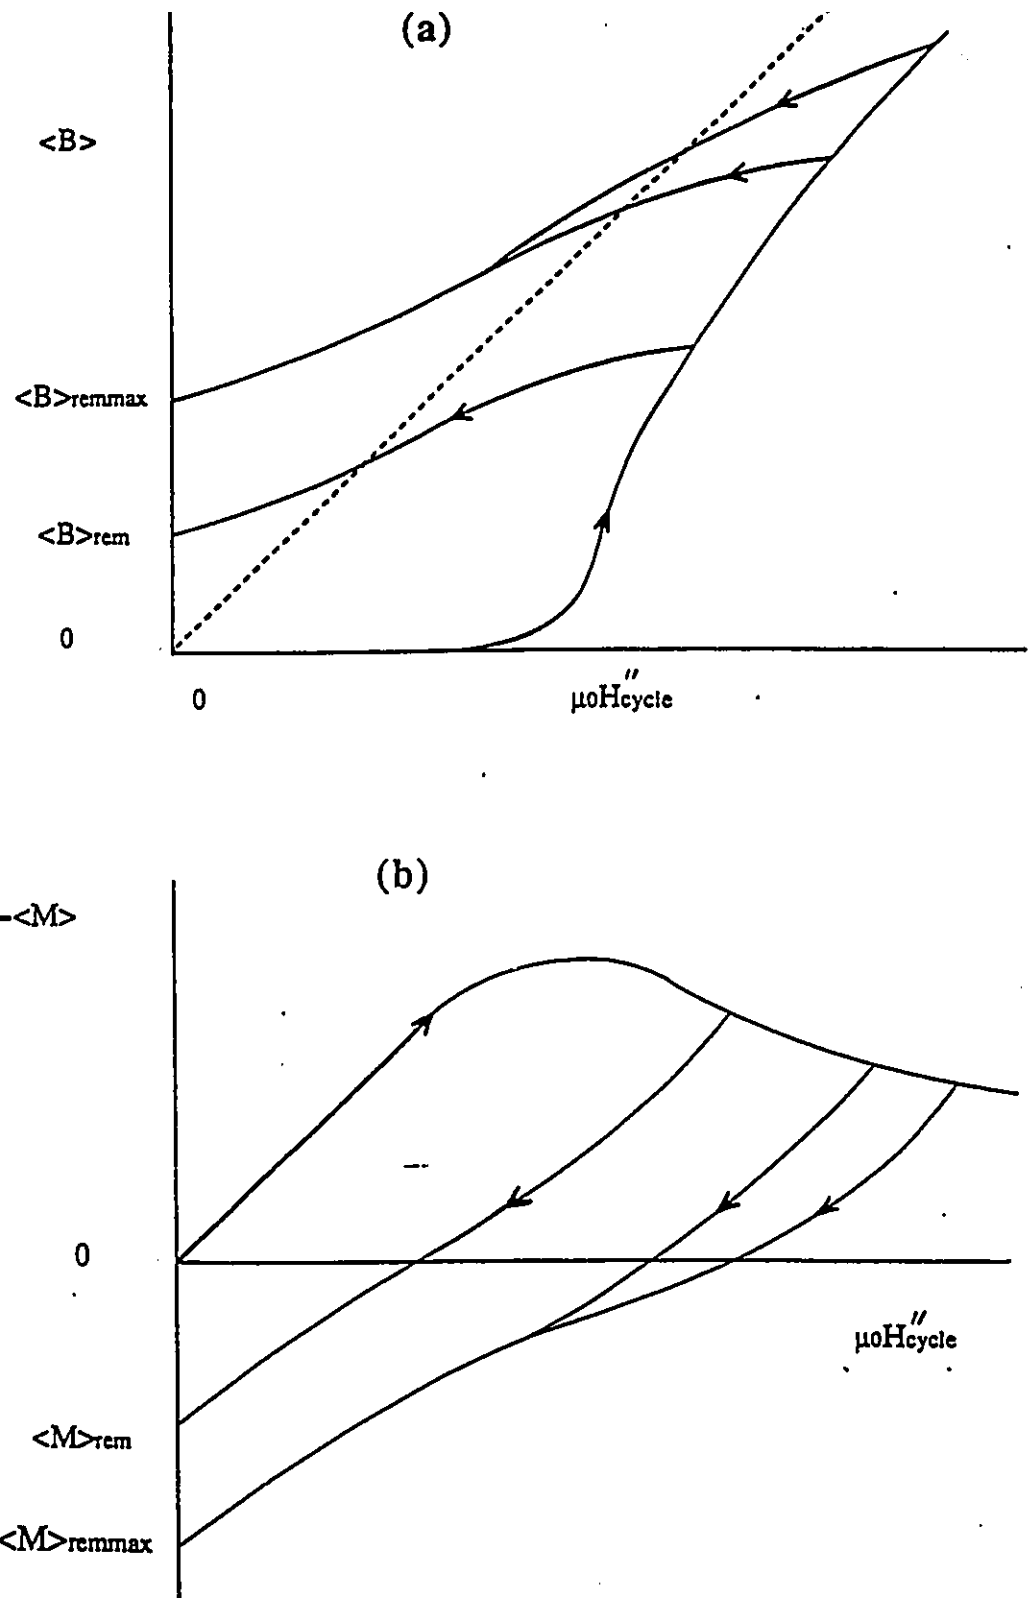 (a)
<B>
<B>remmax
<B>rem
0
0
μoH″cycle
(b)
-<M>
0
μoH″cycle
<M>rem
<M>remmax